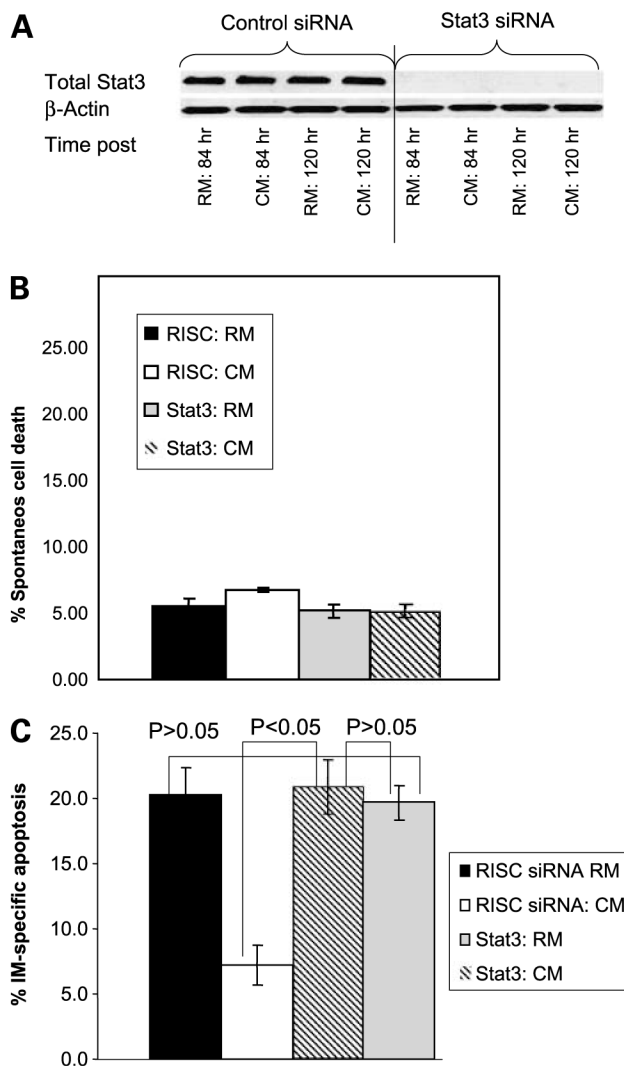 A
Control siRNA
Stat3 siRNA
Total Stat3
β-Actin
Time post
RM: 84 hr
CM: 84 hr
RM: 120 hr
CM: 120 hr
RM: 84 hr
CM: 84 hr
RM: 120 hr
CM: 120 hr
B
% Spontaneos cell death
25.00
20.00
15.00
10.00
5.00
0.00
RISC: RM
RISC: CM
Stat3: RM
Stat3: CM
C
% IM-specific apoptosis
25.0
20.0
15.0
10.0
5.0
0.0
P>0.05
P<0.05
P>0.05
RISC siRNA RM
RISC siRNA: CM
Stat3: RM
Stat3: CM